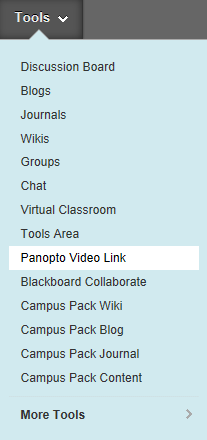 Tools
Discussion Board
Blogs
Journals
Wikis
Groups
Chat
Virtual Classroom
Tools Area
Panopto Video Link
Blackboard Collaborate
Campus Pack Wiki
Campus Pack Blog
Campus Pack Journal
Campus Pack Content
More Tools